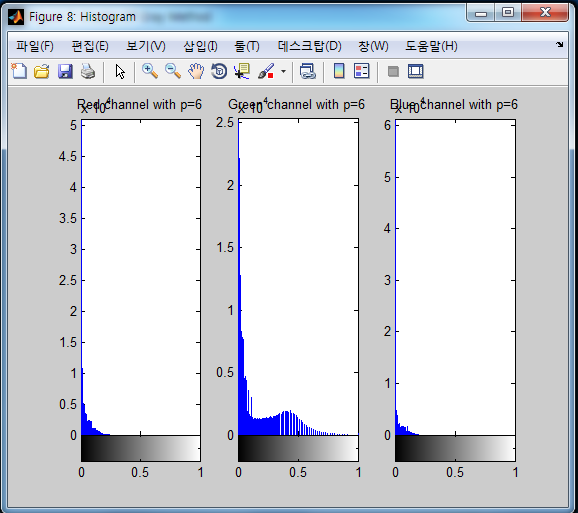 Figure 8: Histogram
파일(F) 편집(E) 보기(V) 삽입(I) 툴(T) 데스크탑(D) 창(W) 도움말(H)
Red channel with p=6
x 10^4
5
4.5
4
3.5
3
2.5
2
1.5
1
0.5
0
0 0.5 1
Green channel with p=6
x 10^4
2.5
2
1.5
1
0.5
0
0 0.5 1
Blue channel with p=6
x 10^4
6
5
4
3
2
1
0
0 0.5 1